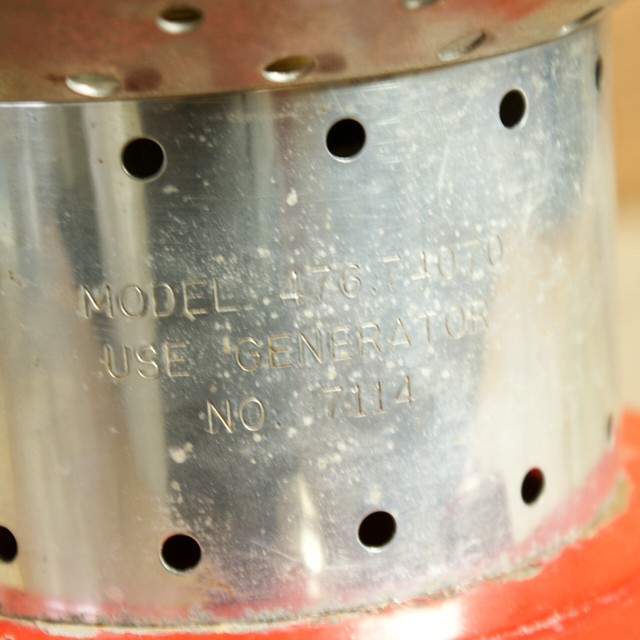 MODEL 476.74070
USE GENERATOR
NO. 7114